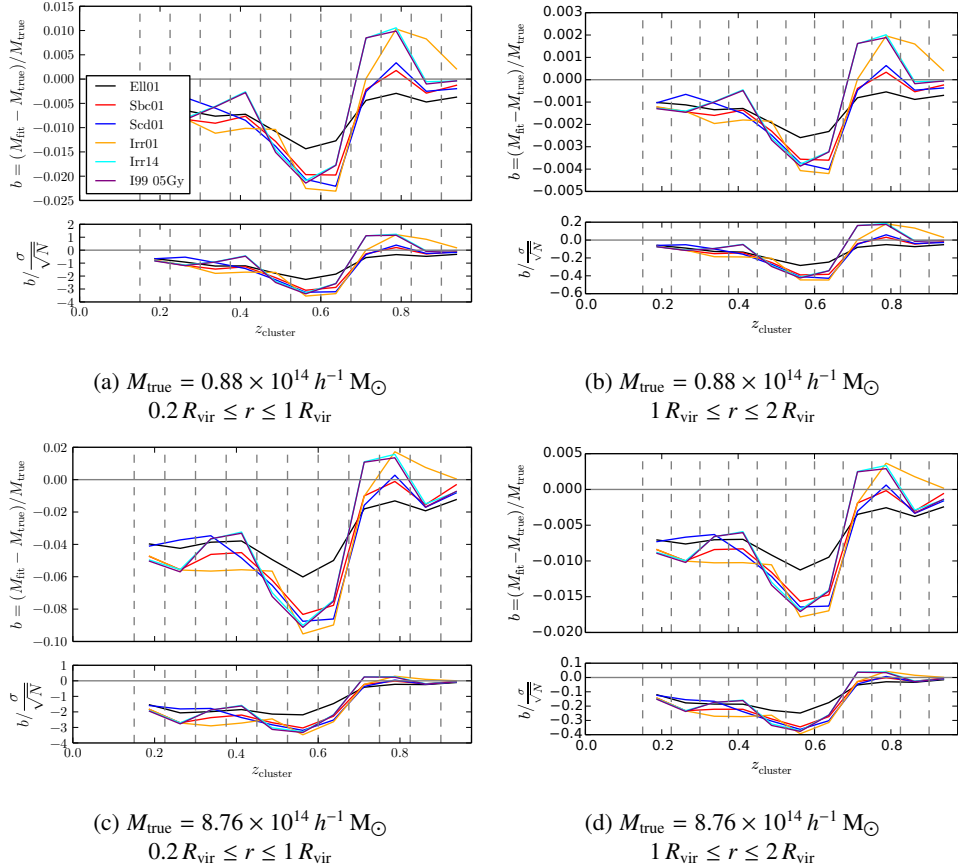 b = (M_fit − M_true)/M_true
0.015
0.010
0.005
0.000
−0.005
−0.010
−0.015
−0.020
−0.025
Ell01
Sbc01
Scd01
Irr01
Irr14
I99 05Gy
b/ σ/√N
2
1
0
−1
−2
−3
−4
0.0 0.2 0.4 0.6 0.8
z_cluster
b = (M_fit − M_true)/M_true
0.003
0.002
0.001
0.000
−0.001
−0.002
−0.003
−0.004
−0.005
b/ σ/√N
0.2
0.0
−0.2
−0.4
−0.6
0.0 0.2 0.4 0.6 0.8
z_cluster
(a) M_true = 0.88 × 10^14 h^−1 M_⊙
0.2 R_vir ≤ r ≤ 1 R_vir
(b) M_true = 0.88 × 10^14 h^−1 M_⊙
1 R_vir ≤ r ≤ 2 R_vir
b = (M_fit − M_true)/M_true
0.02
0.00
−0.02
−0.04
−0.06
−0.08
−0.10
b/ σ/√N
1
0
−1
−2
−3
−4
0.0 0.2 0.4 0.6 0.8
z_cluster
b = (M_fit − M_true)/M_true
0.005
0.000
−0.005
−0.010
−0.015
−0.020
b/ σ/√N
0.1
0.0
−0.1
−0.2
−0.3
−0.4
0.0 0.2 0.4 0.6 0.8
z_cluster
(c) M_true = 8.76 × 10^14 h^−1 M_⊙
0.2 R_vir ≤ r ≤ 1 R_vir
(d) M_true = 8.76 × 10^14 h^−1 M_⊙
1 R_vir ≤ r ≤ 2 R_vir